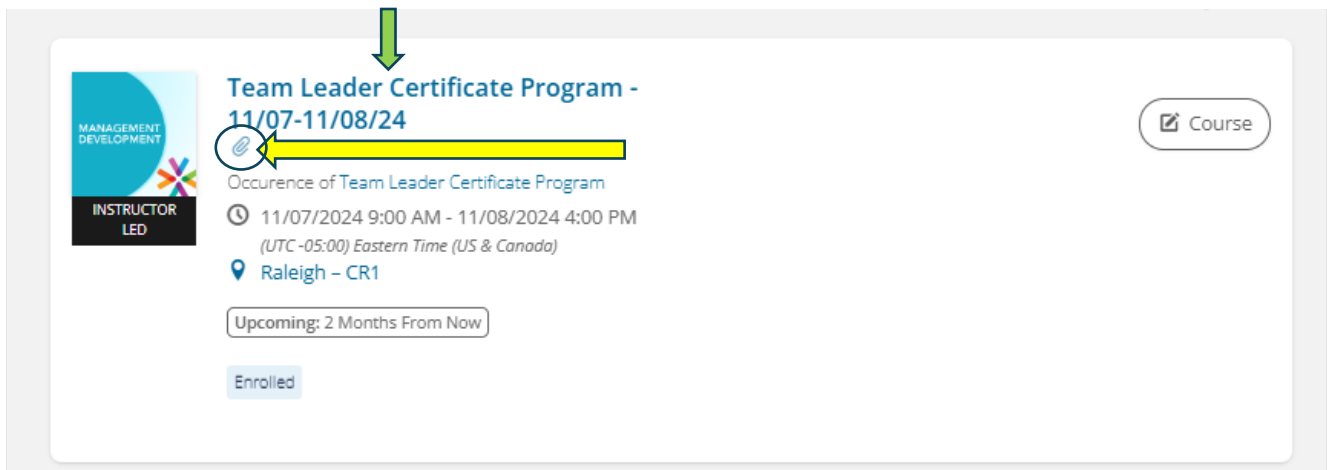 MANAGEMENT
DEVELOPMENT
INSTRUCTOR
LED
Team Leader Certificate Program -
11/07-11/08/24
Occurence of Team Leader Certificate Program
11/07/2024 9:00 AM - 11/08/2024 4:00 PM
(UTC -05:00) Eastern Time (US & Canada)
Raleigh – CR1
Upcoming: 2 Months From Now
Enrolled
Course